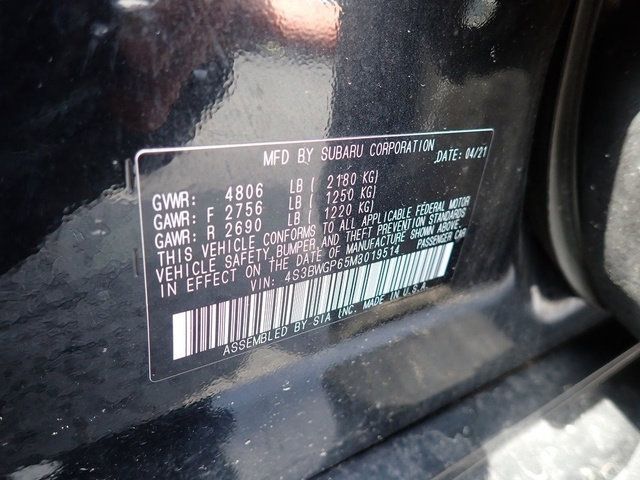 MFD BY SUBARU CORPORATION DATE: 04/21
GVWR: 4806 LB ( 2180 KG)
GAWR: F 2756 LB ( 1250 KG)
GAWR: R 2690 LB ( 1220 KG)
THIS VEHICLE CONFORMS TO ALL APPLICABLE FEDERAL MOTOR
VEHICLE SAFETY, BUMPER, AND THEFT PREVENTION STANDARDS
IN EFFECT ON THE DATE OF MANUFACTURE SHOWN ABOVE.
VIN: 4S3BWGP65M3019514 PASSENGER CAR
ASSEMBLED BY SIA INC. MADE IN U.S.A.